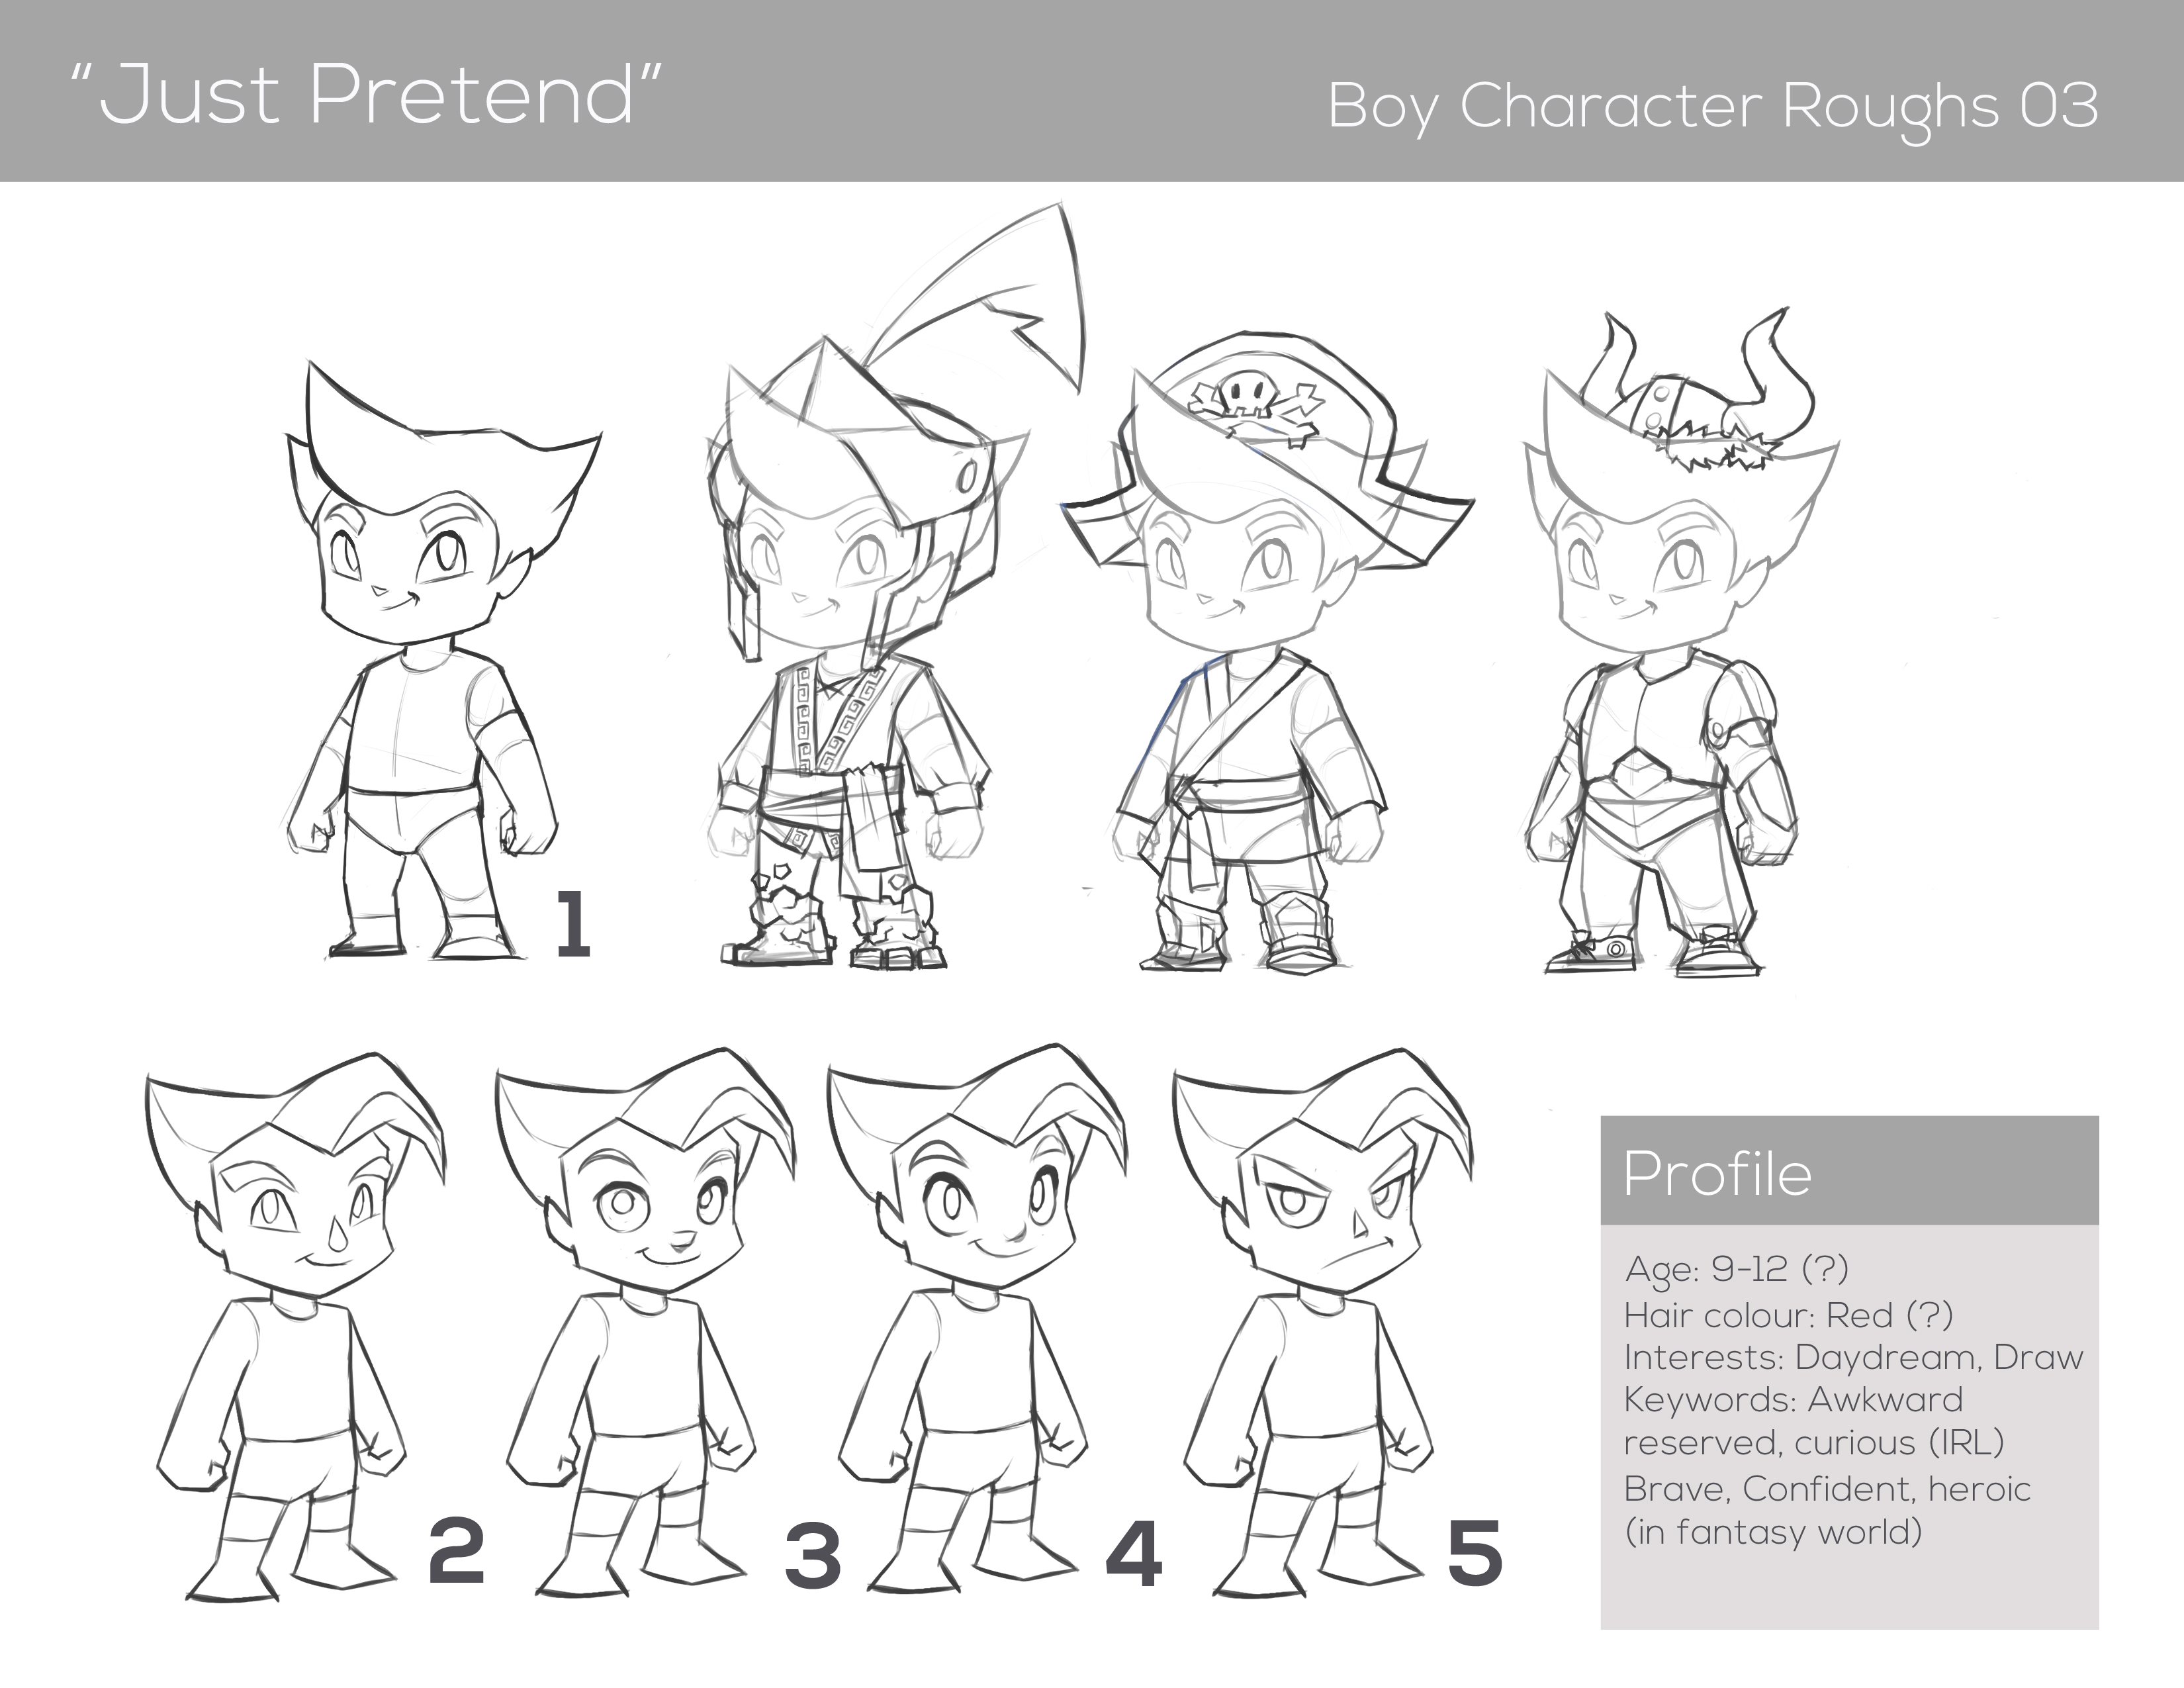 “Just Pretend”
Boy Character Roughs 03
1
2
3
4
5
Profile
Age: 9-12 (?)
Hair colour: Red (?)
Interests: Daydream, Draw
Keywords: Awkward
reserved, curious (IRL)
Brave, Confident, heroic
(in fantasy world)